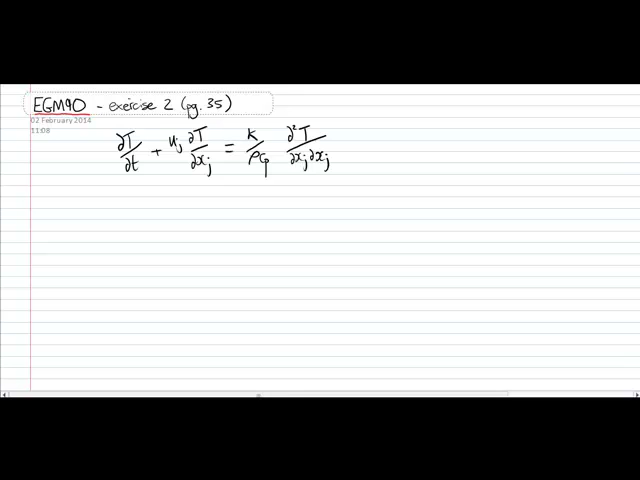 EGM90 - exercise 2 (pg. 35)
02 February 2014
11:08
∂T/∂t + u_j ∂T/∂x_j = k/ρC_p ∂²T/∂x_j∂x_j